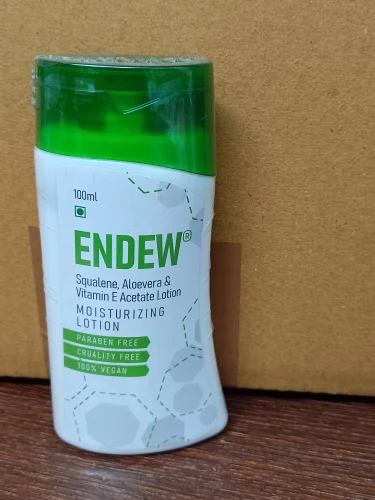 100ml
ENDEW®
Squalene, Aloevera &
Vitamin E Acetate Lotion
MOISTURIZING
LOTION
PARABEN FREE
CRUALITY FREE
100% VEGAN